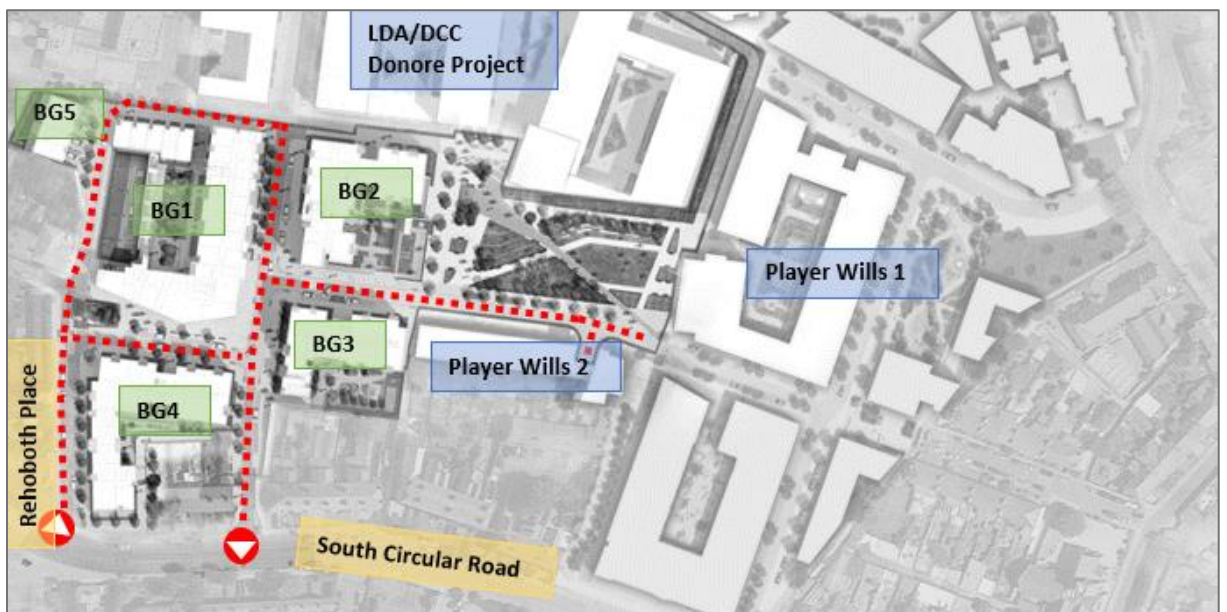 LDA/DCC
Donore Project
BG5
BG1
BG2
Player Wills 1
BG3
Player Wills 2
BG4
Rehoboth Place
South Circular Road